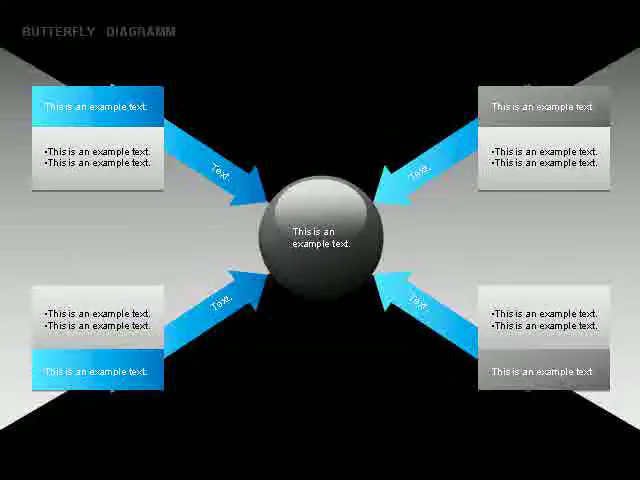 BUTTERFLY DIAGRAMM
This is an example text.
•This is an example text.
•This is an example text.
Text
This is an example text
•This is an example text.
•This is an example text.
Text
This is an
example text.
Text
•This is an example text.
•This is an example text.
This is an example text.
Text
•This is an example text.
•This is an example text.
This is an example text